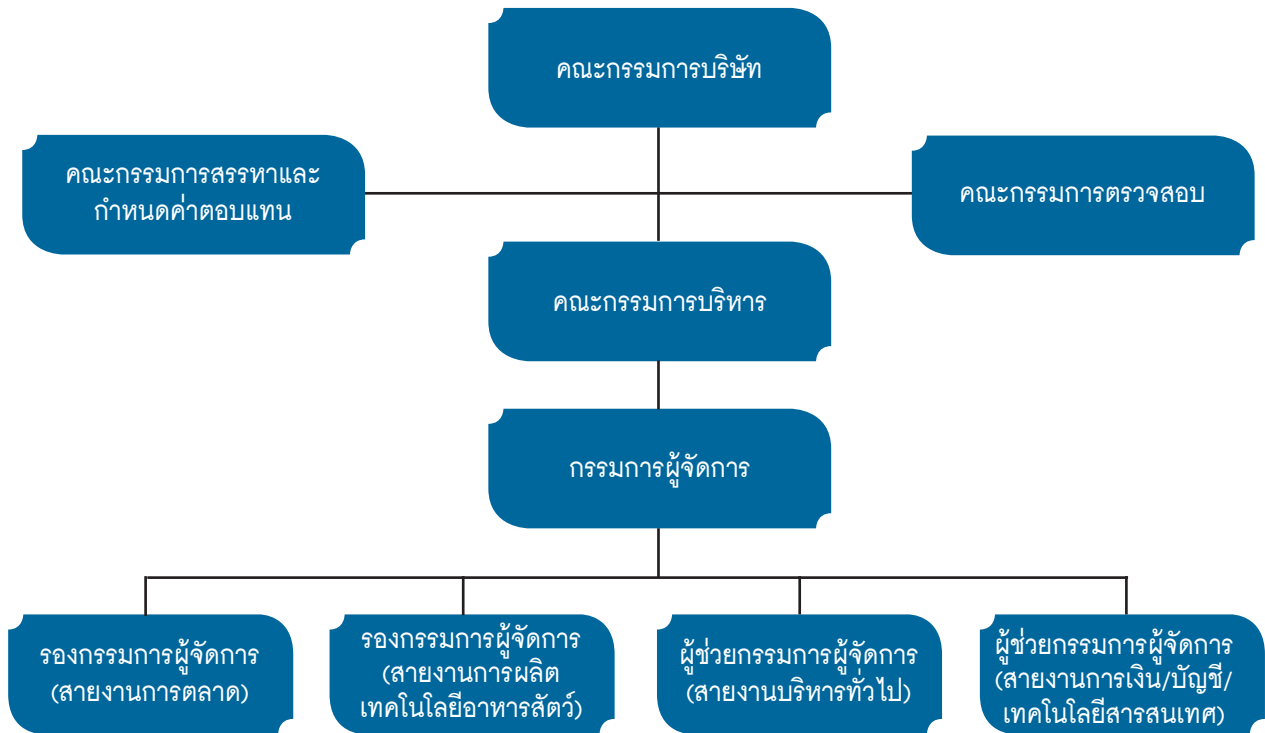 คณะกรรมการบริษัท
คณะกรรมการสรรหาและ
กำหนดค่าตอบแทน
คณะกรรมการตรวจสอบ
คณะกรรมการบริหาร
กรรมการผู้จัดการ
รองกรรมการผู้จัดการ
(สายงานการตลาด)
รองกรรมการผู้จัดการ
(สายงานการผลิต
เทคโนโลยีอาหารสัตว์)
ผู้ช่วยกรรมการผู้จัดการ
(สายงานบริหารทั่วไป)
ผู้ช่วยกรรมการผู้จัดการ
(สายงานการเงิน/บัญชี/
เทคโนโลยีสารสนเทศ)